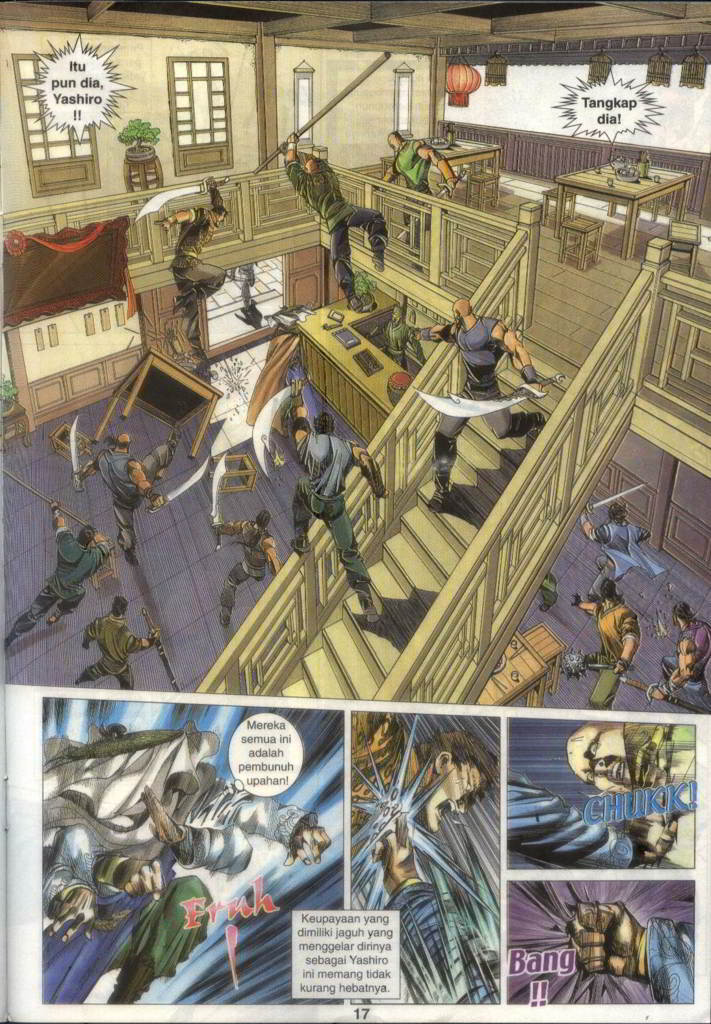 Itu
pun dia,
Yashiro
!!
Tangkap
dia!
Mereka
semua ini
adalah
pembunuh
upahan!
Eruh
!
Keupayaan yang
dimiliki jaguh yang
menggelar dirinya
sebagai Yashiro
ini memang tidak
kurang hebatnya.
CHUKK!
Bang
!!
17